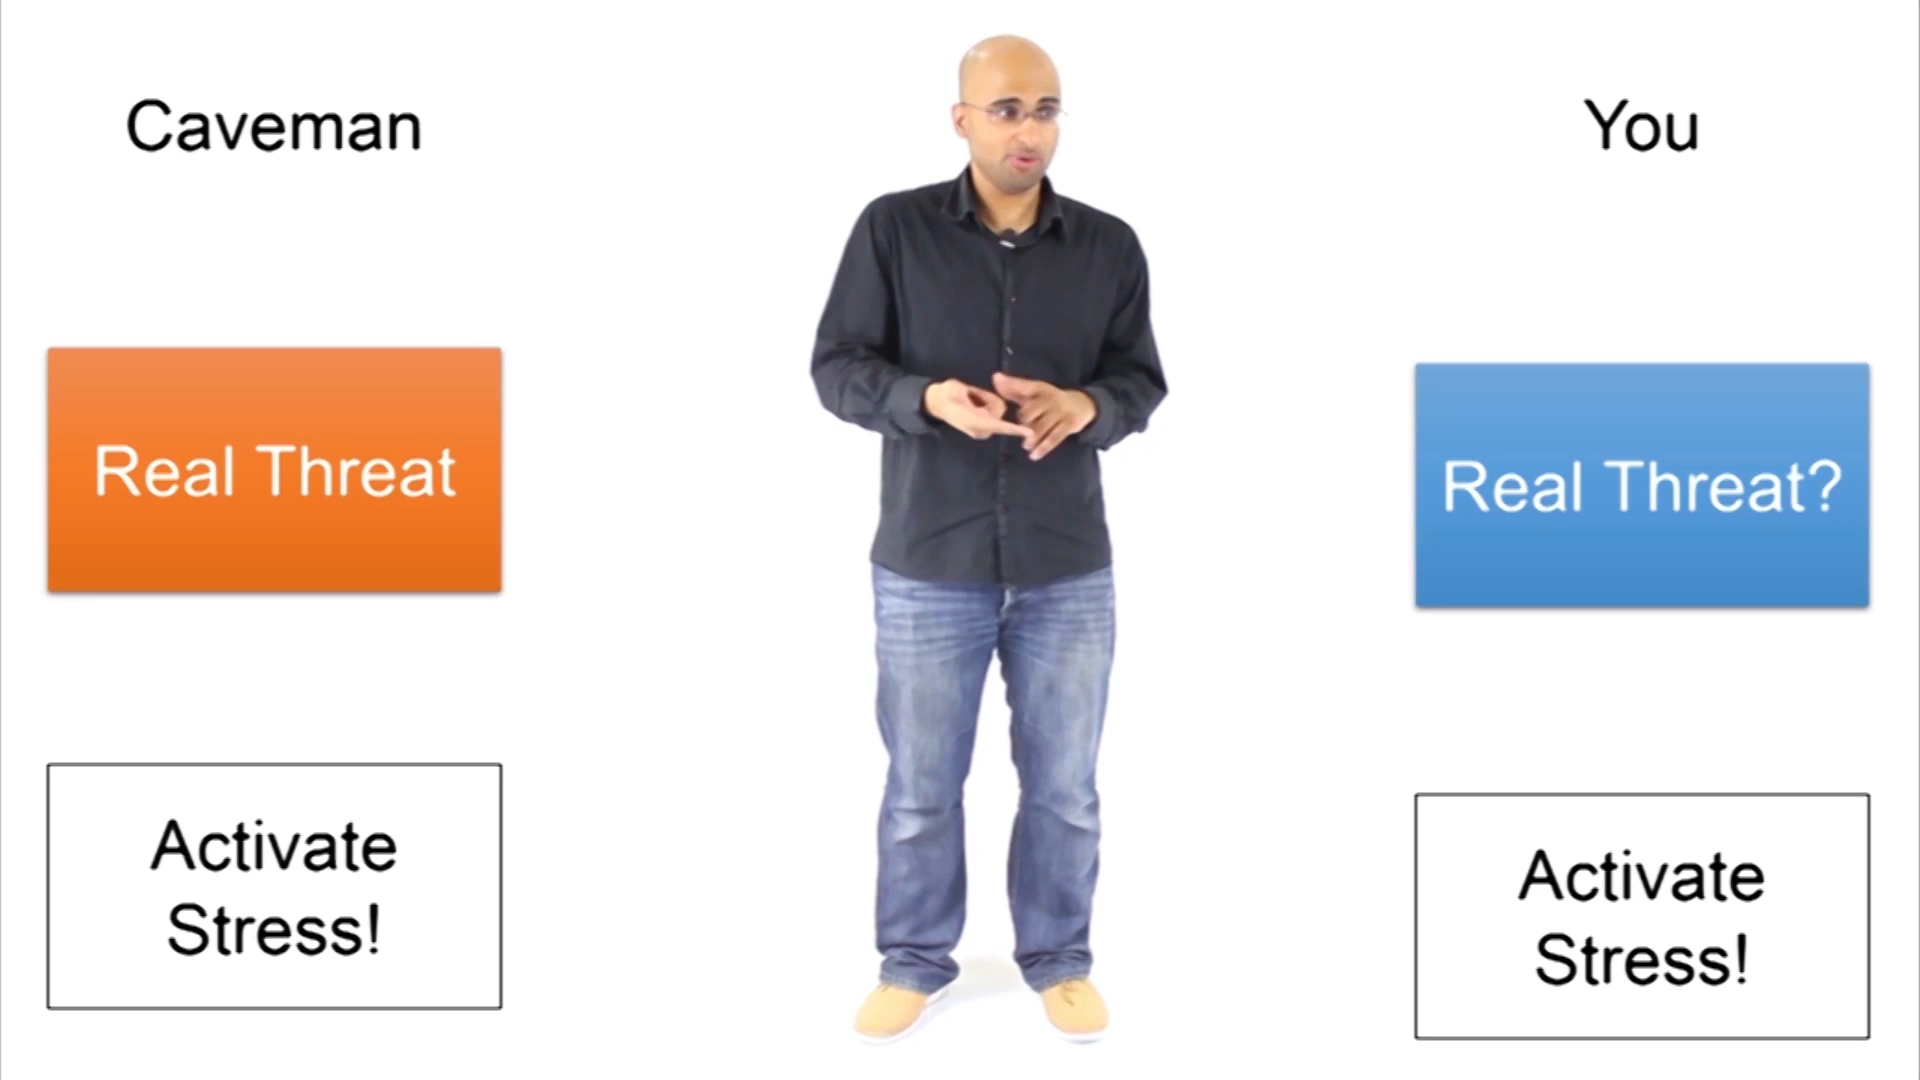 Caveman
You
Real Threat
Real Threat?
Activate
Stress!
Activate
Stress!